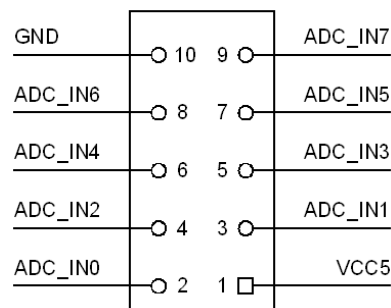 GND 10 9 ADC_IN7
ADC_IN6 8 7 ADC_IN5
ADC_IN4 6 5 ADC_IN3
ADC_IN2 4 3 ADC_IN1
ADC_IN0 2 1 VCC5